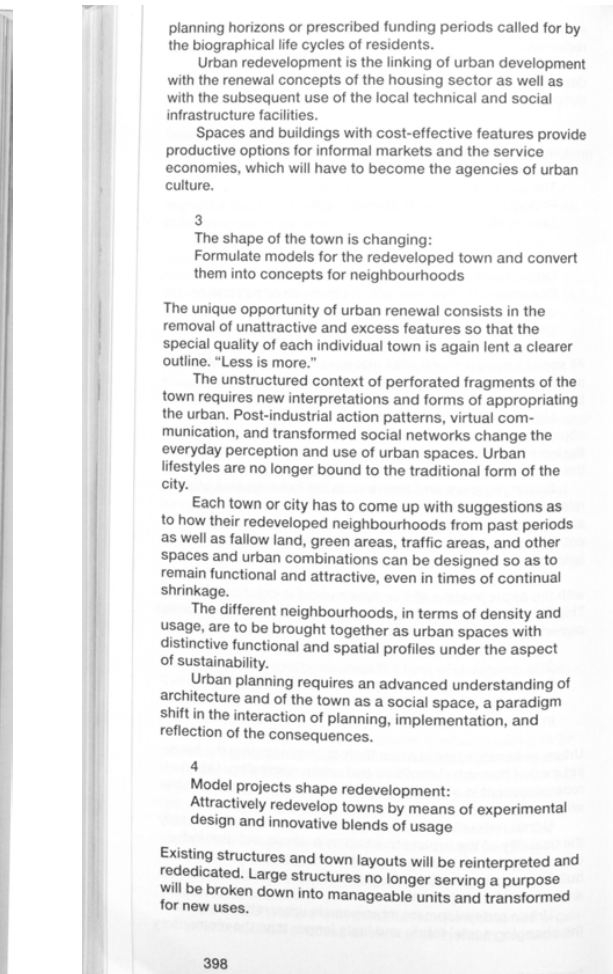 planning horizons or prescribed funding periods called for by
the biographical life cycles of residents.
Urban redevelopment is the linking of urban development
with the renewal concepts of the housing sector as well as
with the subsequent use of the local technical and social
infrastructure facilities.
Spaces and buildings with cost-effective features provide
productive options for informal markets and the service
economies, which will have to become the agencies of urban
culture.
3
The shape of the town is changing:
Formulate models for the redeveloped town and convert
them into concepts for neighbourhoods
The unique opportunity of urban renewal consists in the
removal of unattractive and excess features so that the
special quality of each individual town is again lent a clearer
outline. “Less is more.”
The unstructured context of perforated fragments of the
town requires new interpretations and forms of appropriating
the urban. Post-industrial action patterns, virtual com-
munication, and transformed social networks change the
everyday perception and use of urban spaces. Urban
lifestyles are no longer bound to the traditional form of the
city.
Each town or city has to come up with suggestions as
to how their redeveloped neighbourhoods from past periods
as well as fallow land, green areas, traffic areas, and other
spaces and urban combinations can be designed so as to
remain functional and attractive, even in times of continual
shrinkage.
The different neighbourhoods, in terms of density and
usage, are to be brought together as urban spaces with
distinctive functional and spatial profiles under the aspect
of sustainability.
Urban planning requires an advanced understanding of
architecture and of the town as a social space, a paradigm
shift in the interaction of planning, implementation, and
reflection of the consequences.
4
Model projects shape redevelopment:
Attractively redevelop towns by means of experimental
design and innovative blends of usage
Existing structures and town layouts will be reinterpreted and
rededicated. Large structures no longer serving a purpose
will be broken down into manageable units and transformed
for new uses.
398